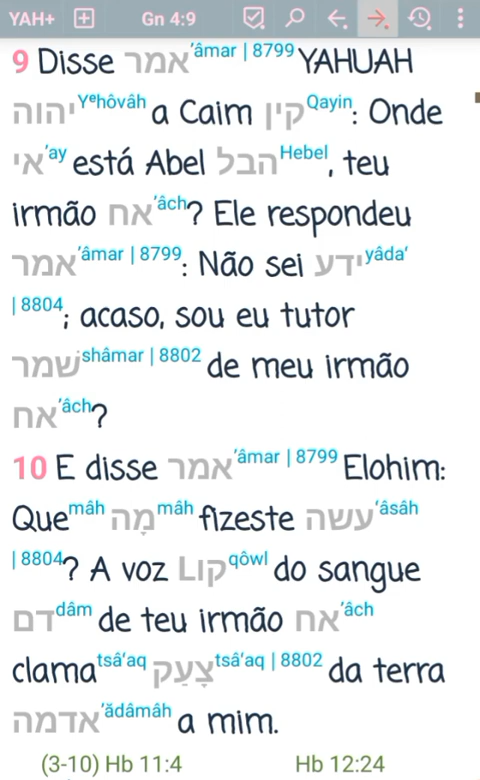 YAH+ Gn 4:9
9 Disse אמר 'âmar | 8799 YAHUAH
יהוה Yᵉhôvâh a Caim קין Qayin: Onde
אי 'ay está Abel הבל Hebel, teu
irmão אח 'âch? Ele respondeu
אמר 'âmar | 8799: Não sei ידע yâda'
| 8804; acaso, sou eu tutor
שׁמר shâmar | 8802 de meu irmão
אח 'âch?
10 E disse אמר 'âmar | 8799 Elohim:
Que mâh מָה mâh fizeste עשה 'âsâh
| 8804? A voz קול qôwl do sangue
דם dâm de teu irmão אח 'âch
clama tsâ'aq צָעַק tsâ'aq | 8802 da terra
אדמה 'ădâmâh a mim.
(3-10) Hb 11:4 Hb 12:24